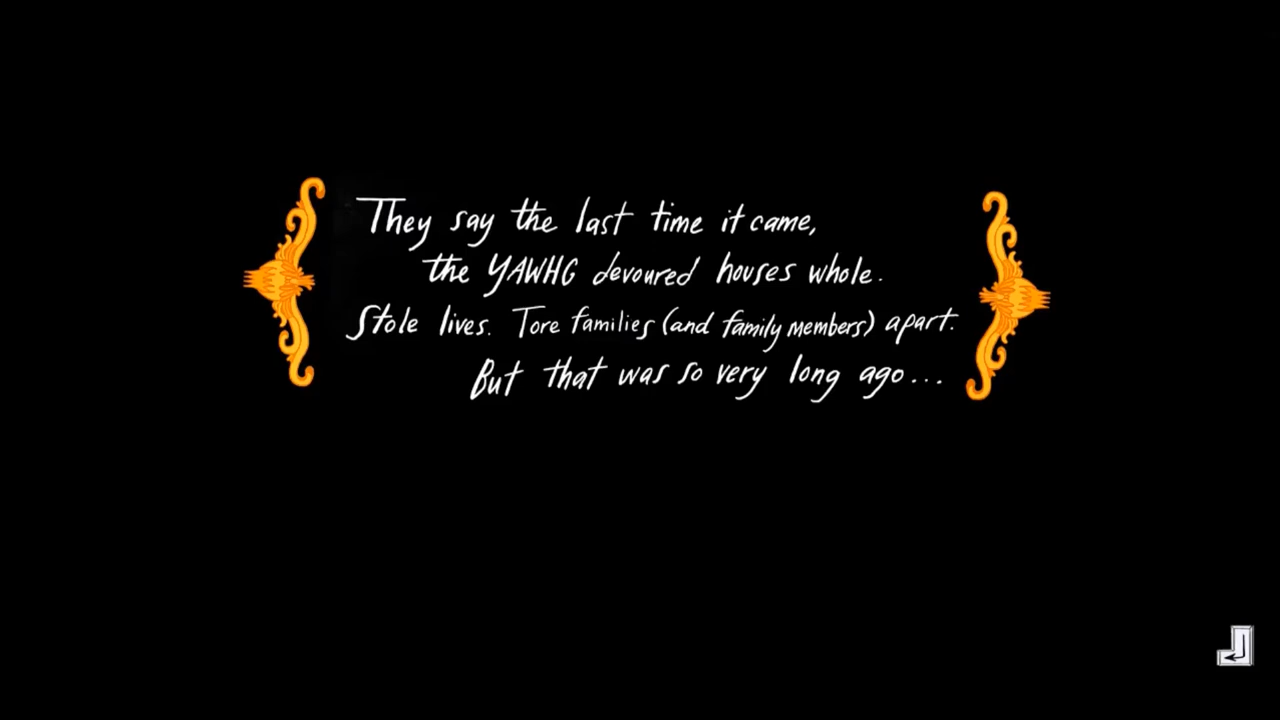 They say the last time it came,
the YAWHG devoured houses whole.
Stole lives. Tore families (and family members) apart.
But that was so very long ago...